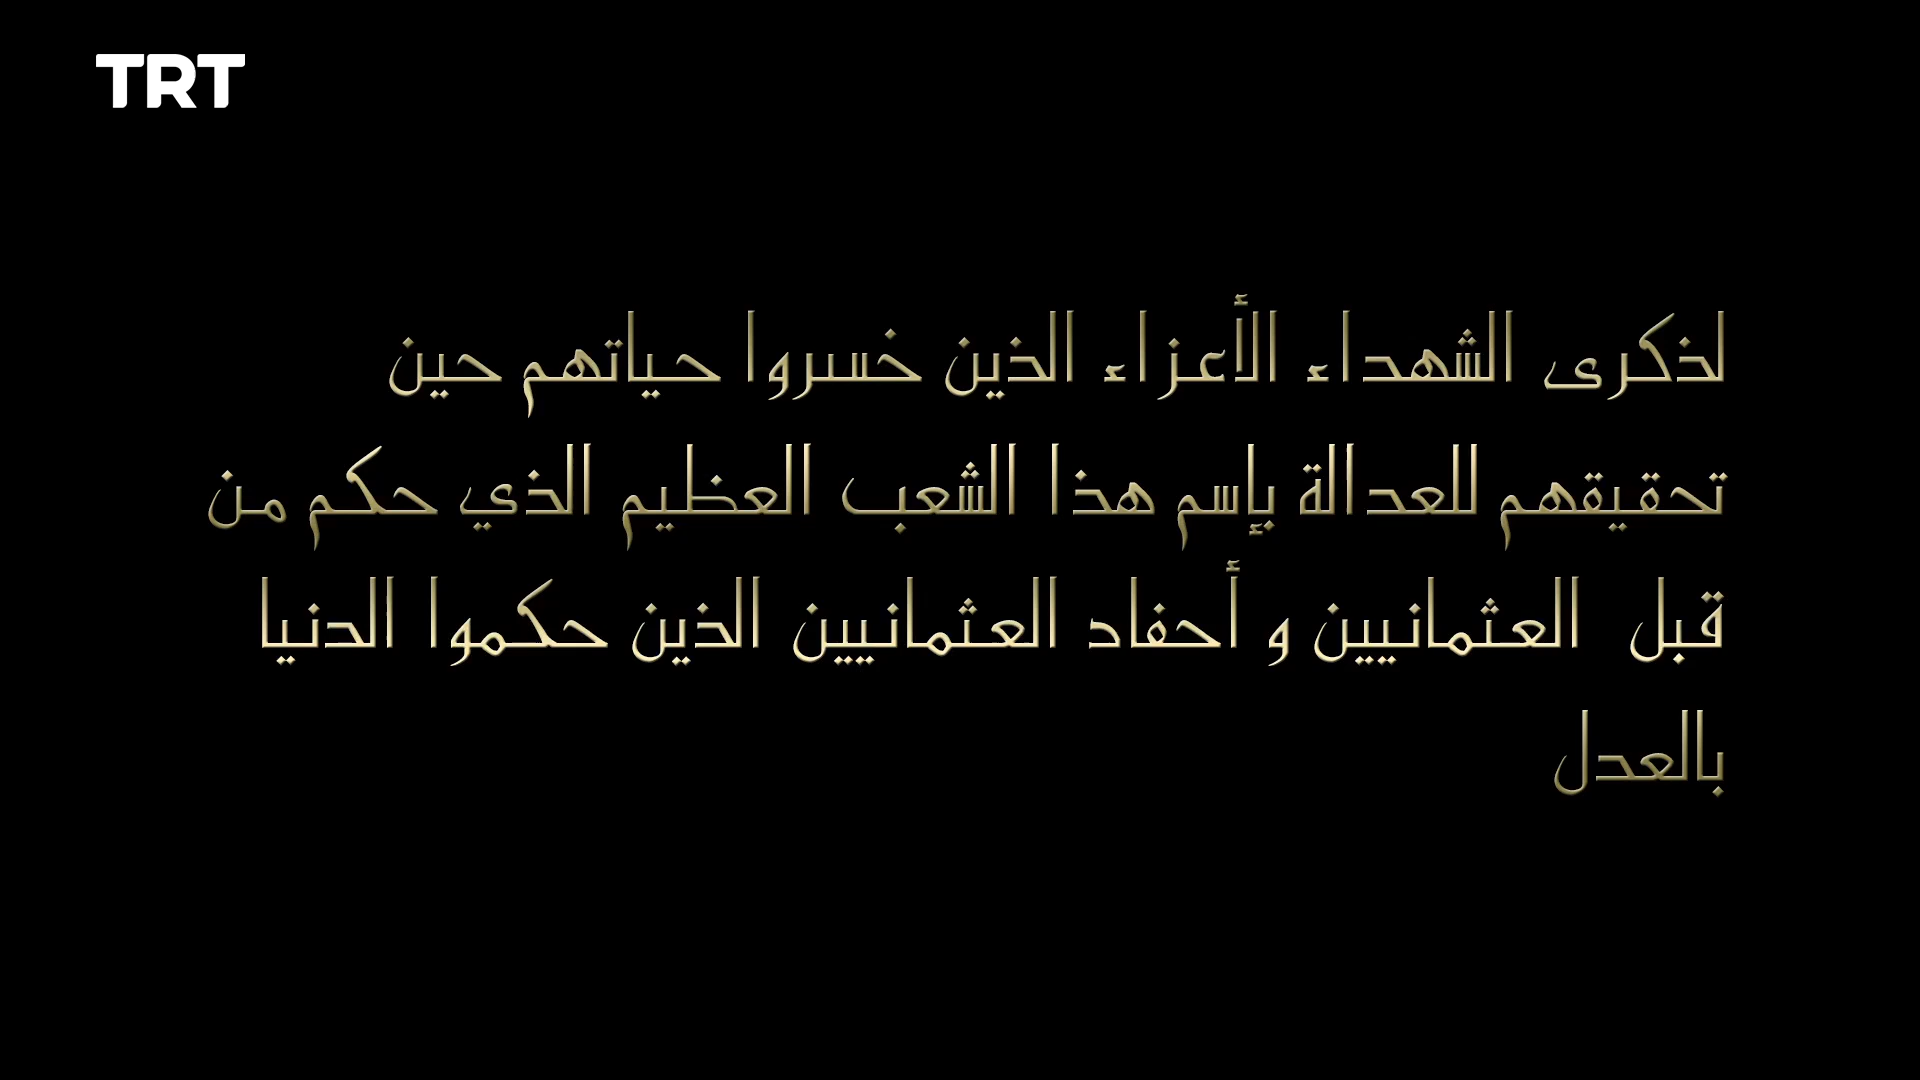 TRT
لذكرى الشهداء الأعزاء الذين خسروا حياتهم حين
تحقيقهم للعدالة بإسم هذا الشعب العظيم الذي حكم من
قبل العثمانيين و أحفاد العثمانيين الذين حكموا الدنيا
بالعدل